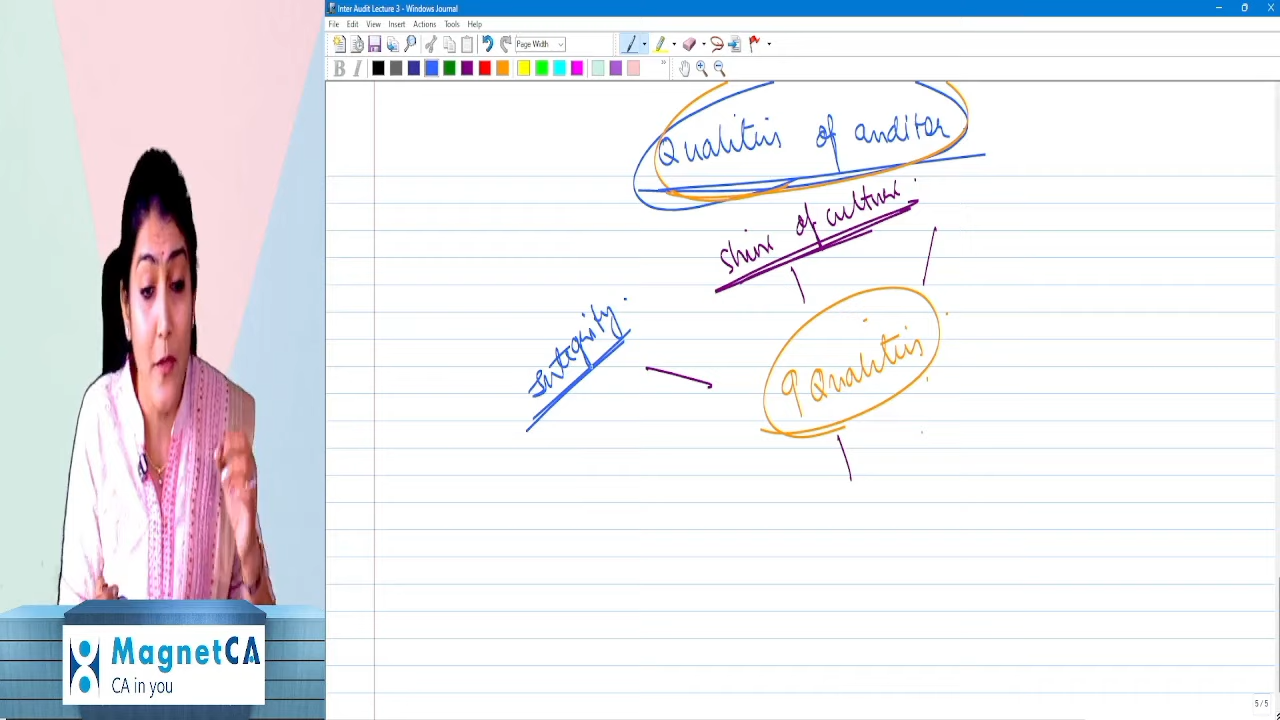 Inter Audit Lecture 3 - Windows Journal
File Edit View Insert Actions Tools Help
Page Width
B I
Qualities of auditor
Shine of culture
Integrity
9 Qualities
MagnetCA
CA in you
5 / 5